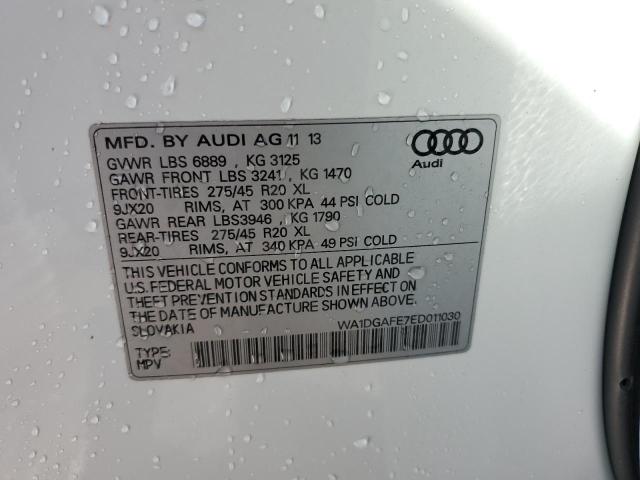 MFD. BY AUDI AG 11 13
Audi
GVWR LBS 6889 , KG 3125
GAWR FRONT LBS 3241 , KG 1470
FRONT-TIRES 275/45 R20 XL
9JX20 RIMS, AT 300 KPA 44 PSI COLD
GAWR REAR LBS3946 , KG 1790
REAR-TIRES 275/45 R20 XL
9JX20 RIMS, AT 340 KPA 49 PSI COLD
THIS VEHICLE CONFORMS TO ALL APPLICABLE
U.S. FEDERAL MOTOR VEHICLE SAFETY AND
THEFT PREVENTION STANDARDS IN EFFECT ON
THE DATE OF MANUFACTURE SHOWN ABOVE.
SLOVAKIA
WA1DGAFE7ED011030
TYPE:
MPV